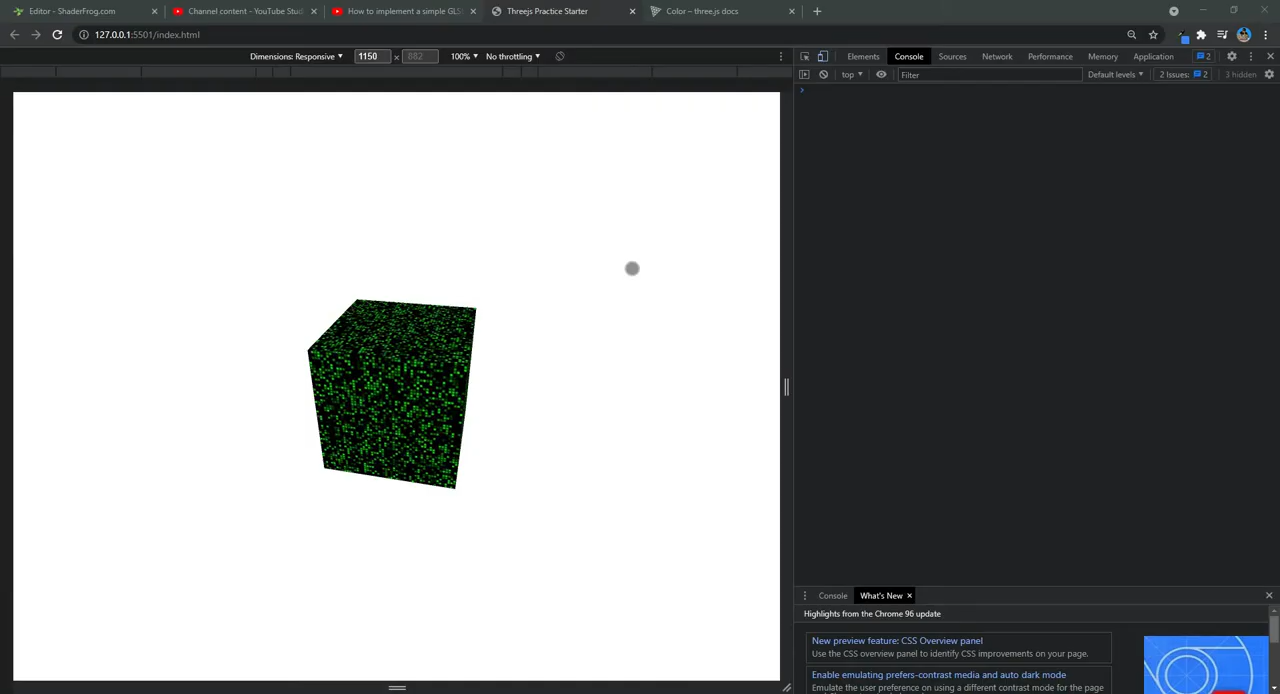 Editor - ShaderFrog.com
Channel content - YouTube Stud
How to implement a simple GLS
Threejs Practice Starter
Color – three.js docs
127.0.0.1:5501/index.html
Dimensions: Responsive 1150 x 882 100% No throttling
Elements Console Sources Network Performance Memory Application 2
top Filter Default levels 2 Issues: 2 3 hidden
Console What's New
Highlights from the Chrome 96 update
New preview feature: CSS Overview panel
Use the CSS overview panel to identify CSS improvements on your page.
Enable emulating prefers-contrast media and auto dark mode
Emulate the user preference on using a different contrast mode for the page